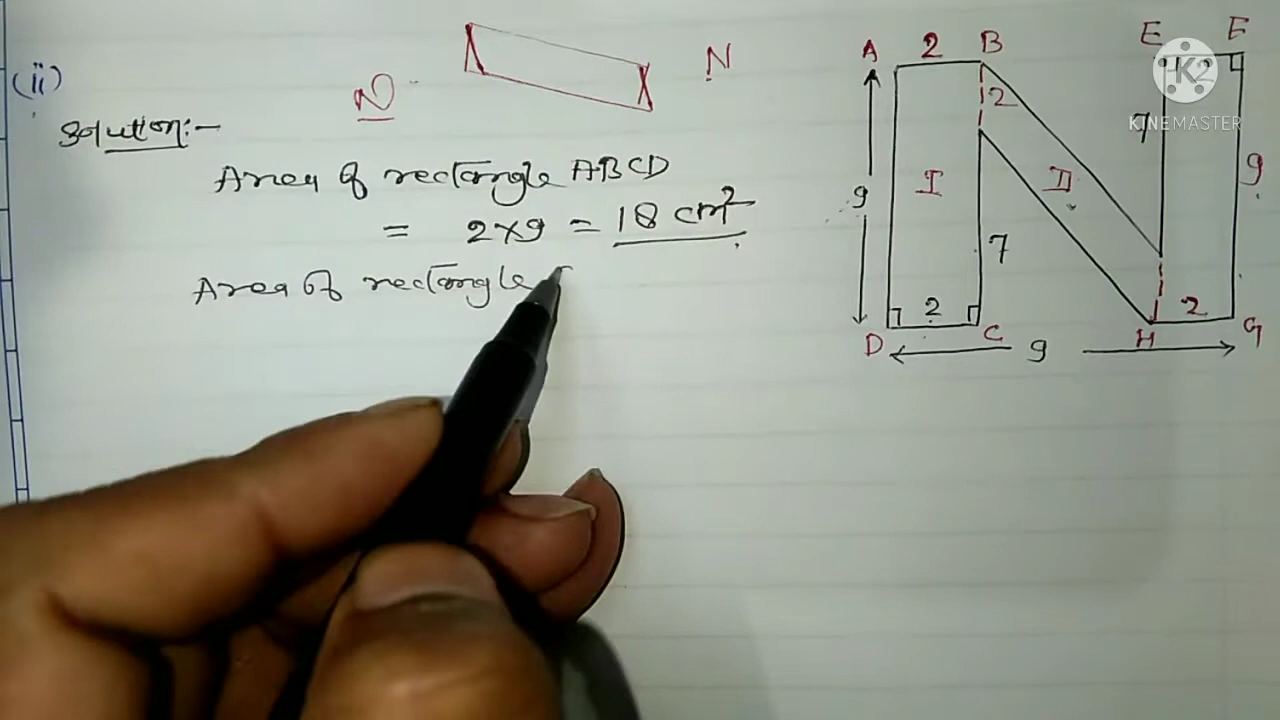 (ii)
Solution:-
N
N
Area of rectangle ABCD
= 2×9 = 18 cm²
Area of rectangle
A 2 B
E F
2
K2
KINEMASTER
7
9
I
II
9
7
2
2
D C H G
9